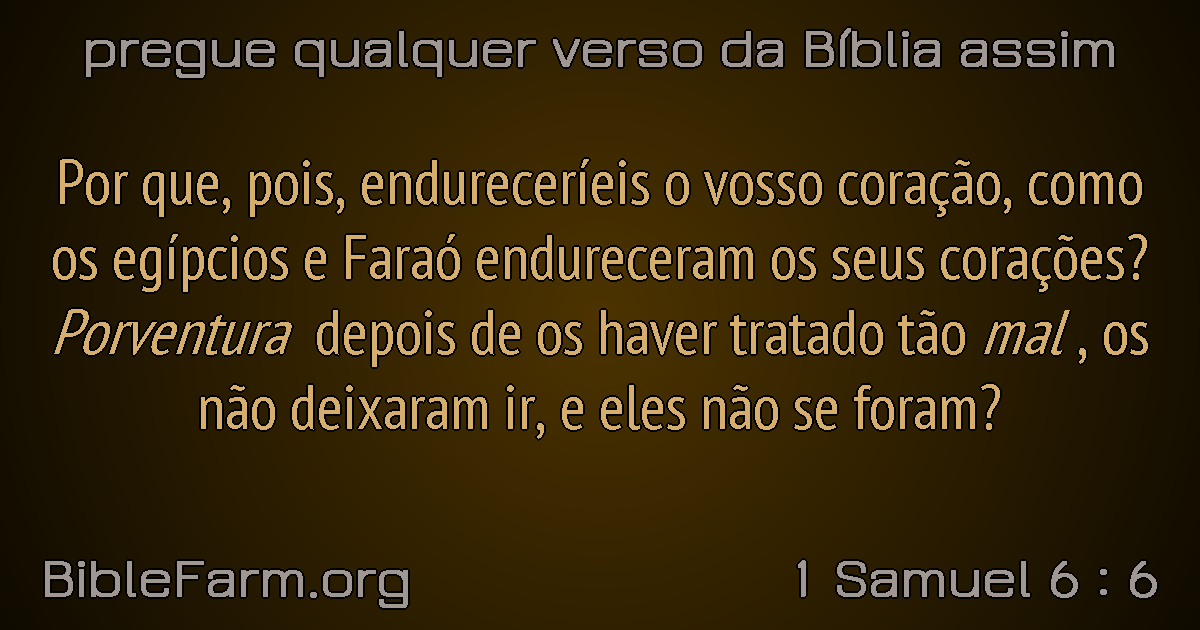 pregue qualquer verso da Bíblia assim
Por que, pois, endureceríeis o vosso coração, como
os egípcios e Faraó endureceram os seus corações?
Porventura depois de os haver tratado tão mal , os
não deixaram ir, e eles não se foram?
BibleFarm.org
1 Samuel 6 : 6